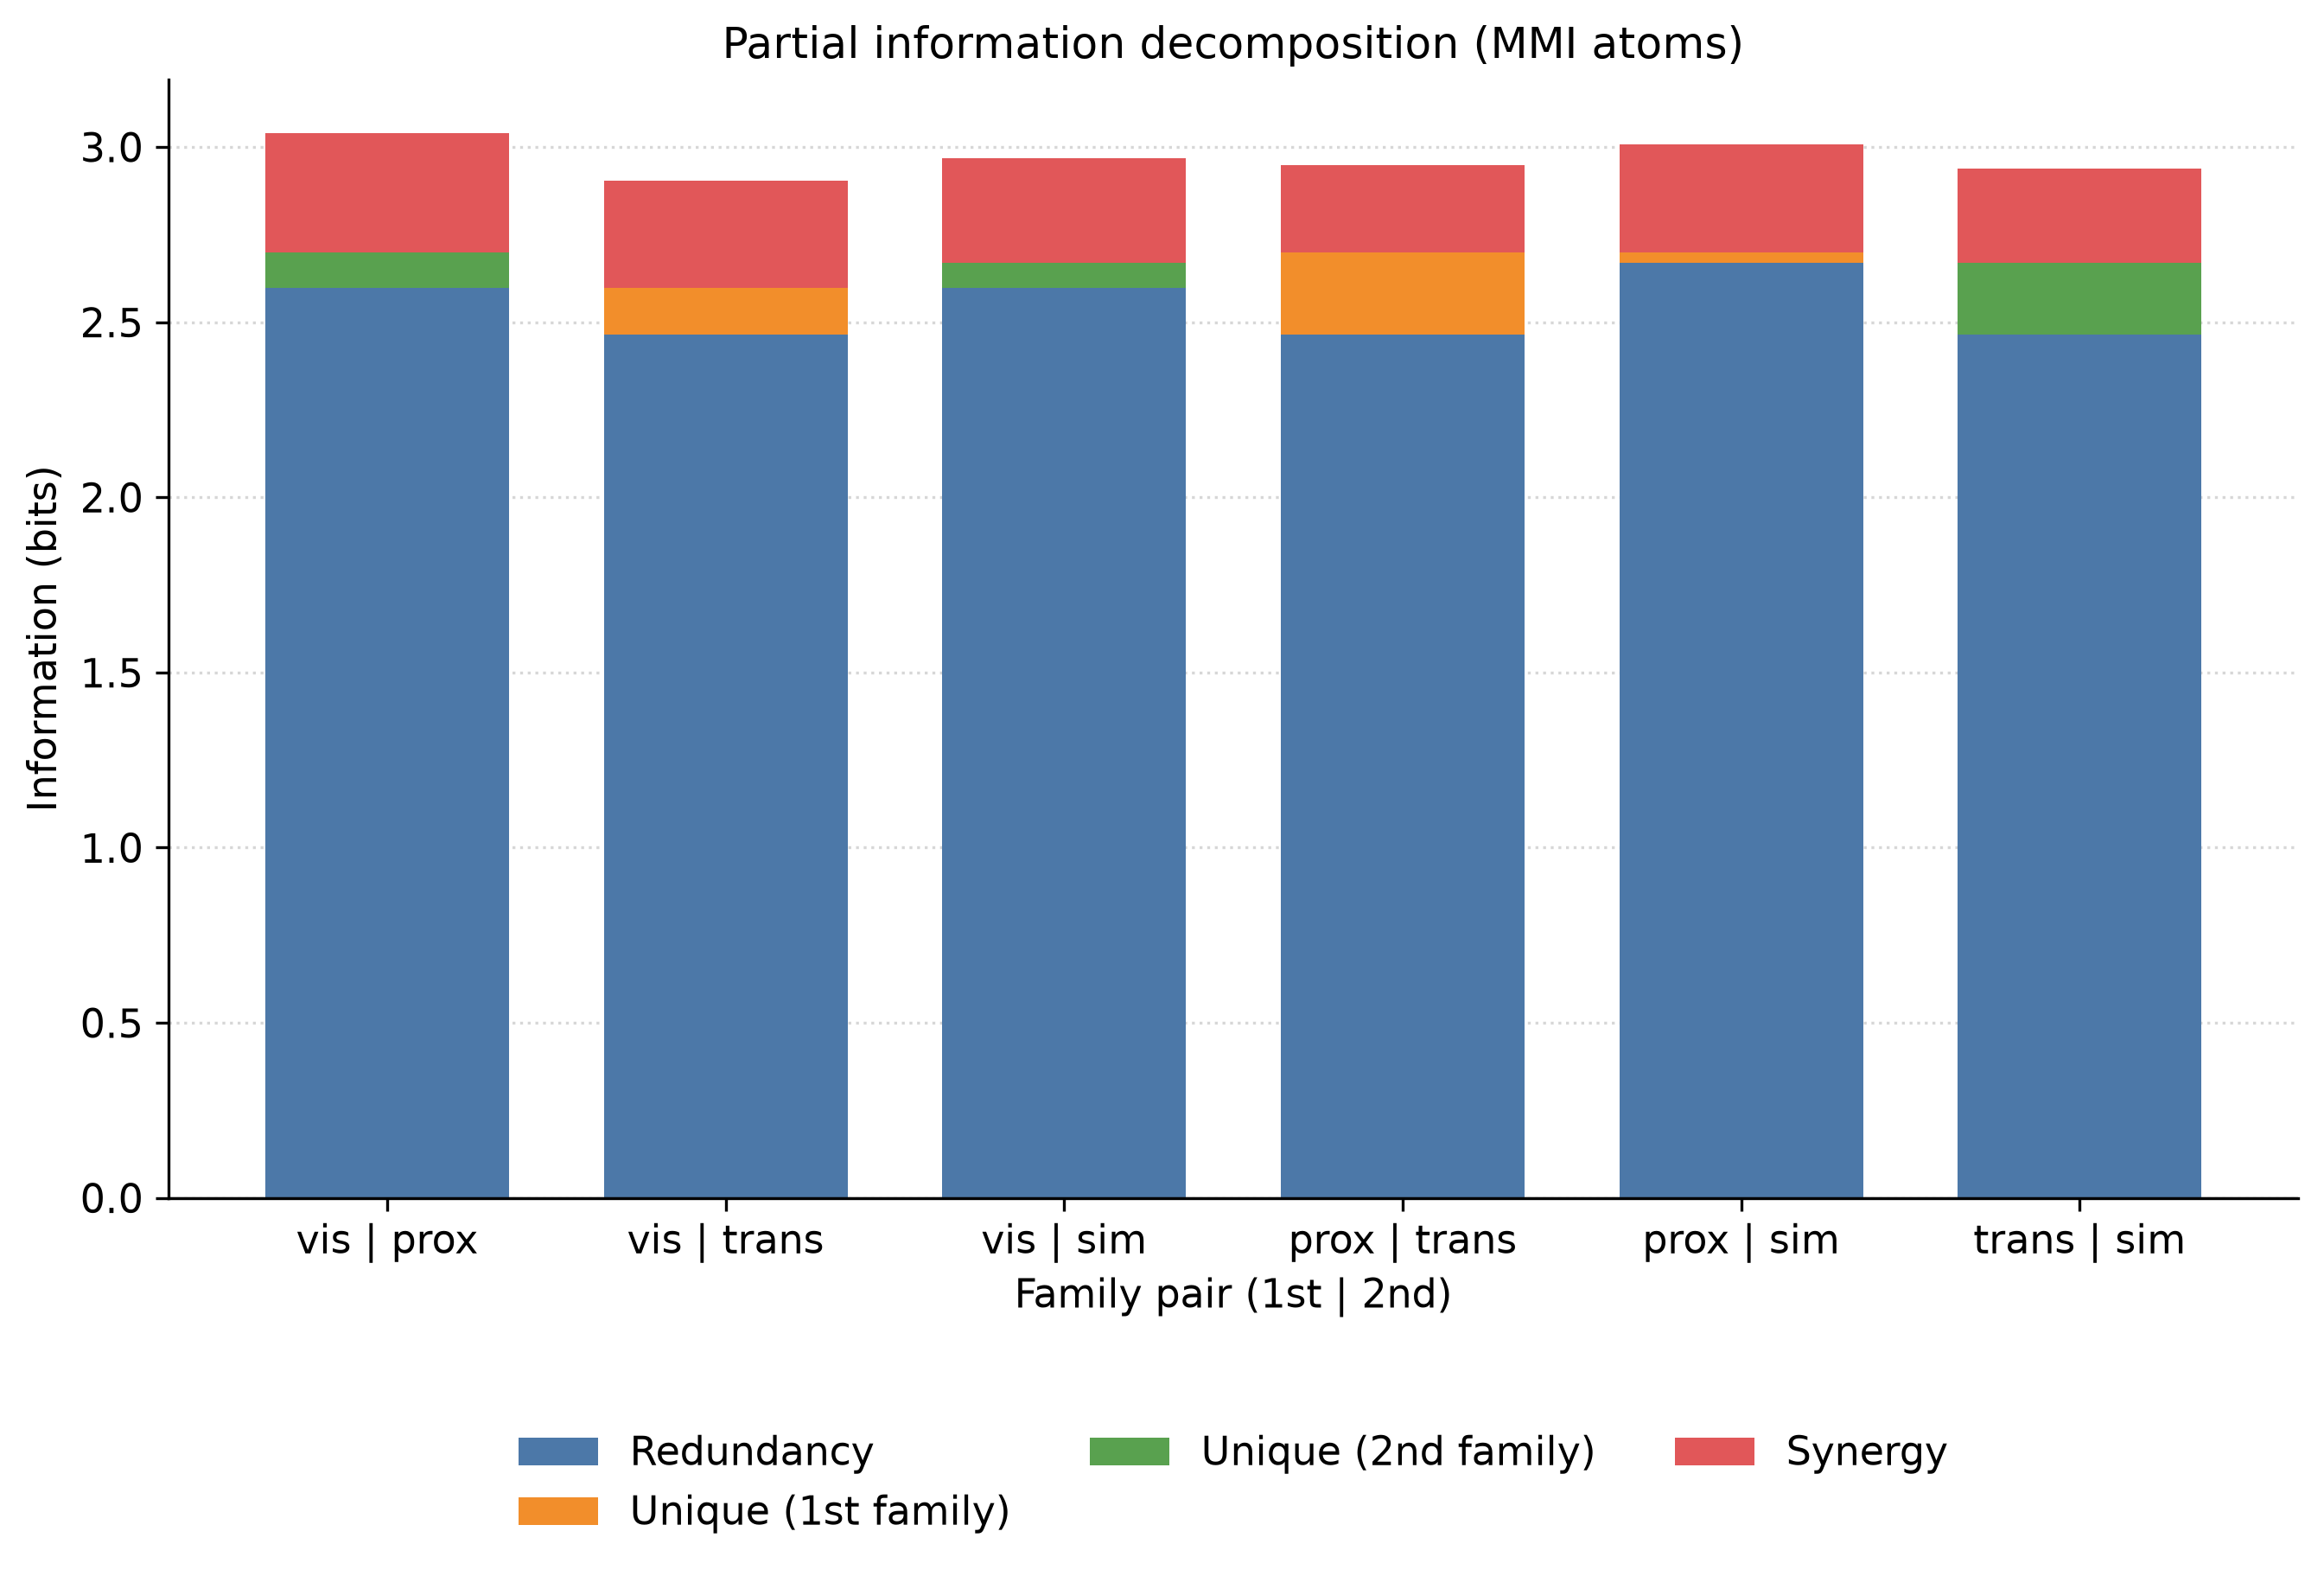 Partial information decomposition (MMI atoms)
Information (bits)
3.0
2.5
2.0
1.5
1.0
0.5
0.0
vis | prox
vis | trans
vis | sim
prox | trans
prox | sim
trans | sim
Family pair (1st | 2nd)
Redundancy
Unique (1st family)
Unique (2nd family)
Synergy